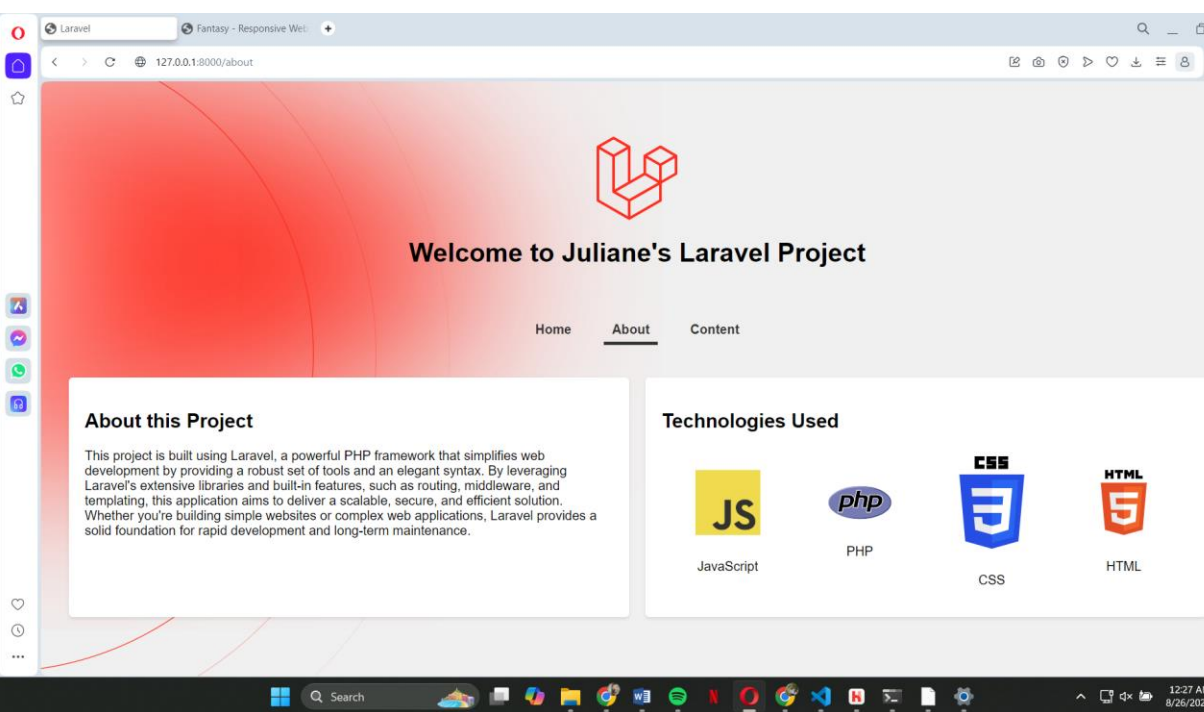 Laravel
Fantasy - Responsive Web
127.0.0.1:8000/about
Welcome to Juliane's Laravel Project
Home About Content
About this Project
This project is built using Laravel, a powerful PHP framework that simplifies web
development by providing a robust set of tools and an elegant syntax. By leveraging
Laravel's extensive libraries and built-in features, such as routing, middleware, and
templating, this application aims to deliver a scalable, secure, and efficient solution.
Whether you're building simple websites or complex web applications, Laravel provides a
solid foundation for rapid development and long-term maintenance.
Technologies Used
JS
php
CSS
3
HTML
5
JavaScript
PHP
CSS
HTML
Search
12:27 A
8/26/20